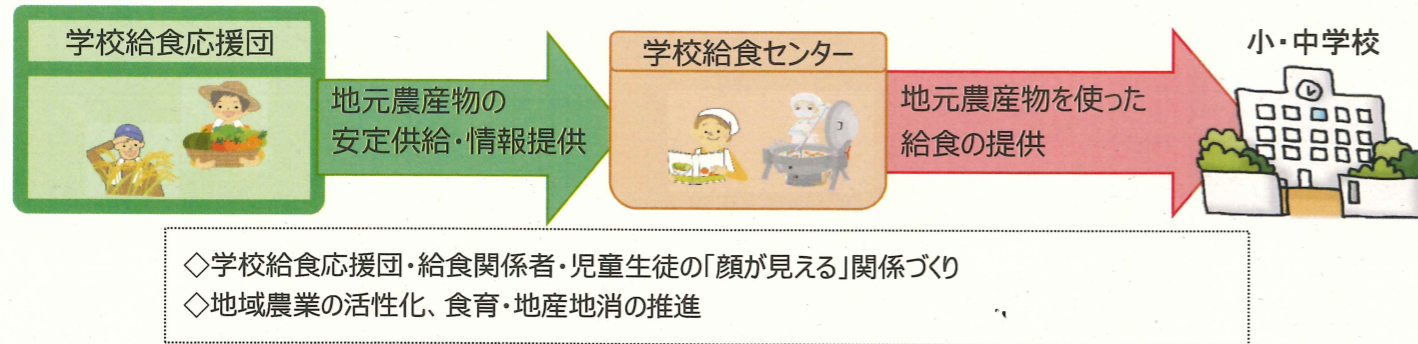 学校給食応援団
地元農産物の
安定供給・情報提供
学校給食センター
地元農産物を使った
給食の提供
小・中学校
◇学校給食応援団・給食関係者・児童生徒の「顔が見える」関係づくり
◇地域農業の活性化、食育・地産地消の推進